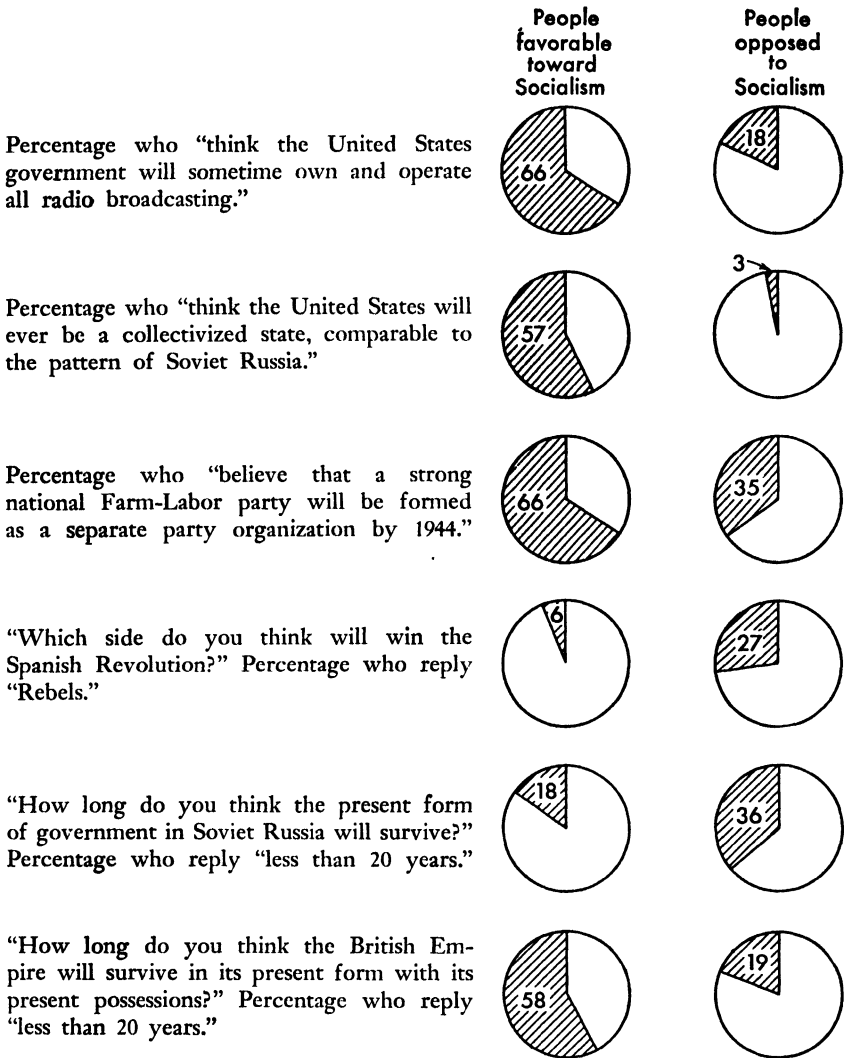 People
favorable
toward
Socialism
People
opposed
to
Socialism
Percentage who “think the United States
government will sometime own and operate
all radio broadcasting.”
66
18
Percentage who “think the United States will
ever be a collectivized state, comparable to
the pattern of Soviet Russia.”
57
3
Percentage who “believe that a strong
national Farm-Labor party will be formed
as a separate party organization by 1944.”
66
35
“Which side do you think will win the
Spanish Revolution?” Percentage who reply
“Rebels.”
6
27
“How long do you think the present form
of government in Soviet Russia will survive?”
Percentage who reply “less than 20 years.”
18
36
“How long do you think the British Em-
pire will survive in its present form with its
present possessions?” Percentage who reply
“less than 20 years.”
58
19